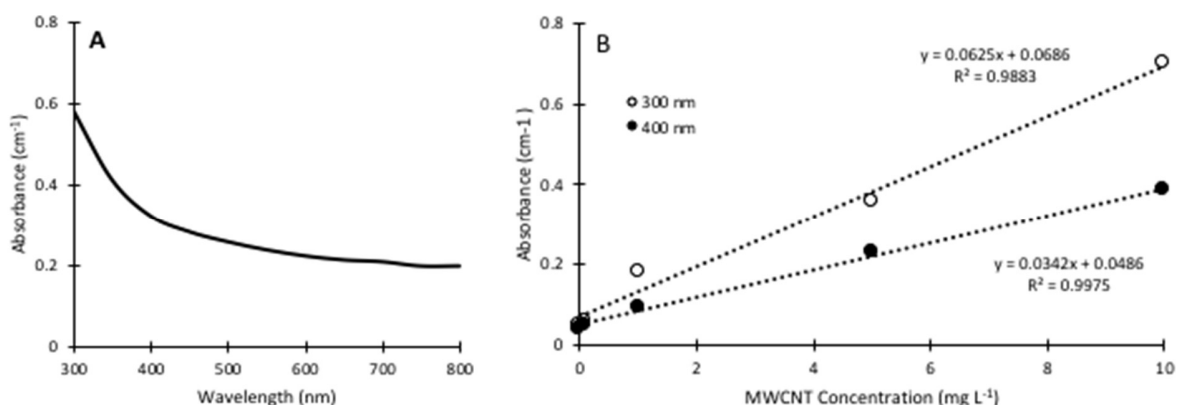 A
0.8
0.6
0.4
0.2
0
300 400 500 600 700 800
Absorbance (cm⁻¹)
Wavelength (nm)
B
0.8
0.6
0.4
0.2
0
0 2 4 6 8 10
Absorbance (cm-1 )
MWCNT Concentration (mg L⁻¹)
300 nm
400 nm
y = 0.0625x + 0.0686
R² = 0.9883
y = 0.0342x + 0.0486
R² = 0.9975